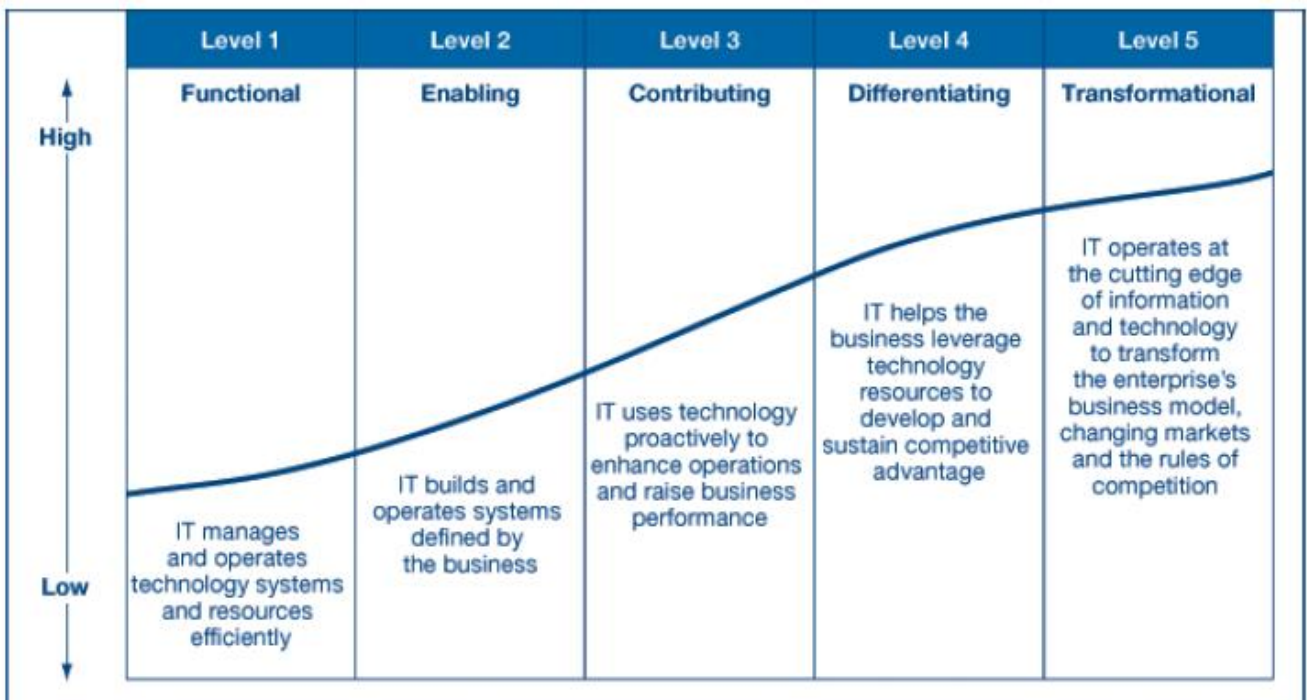 Level 1
Level 2
Level 3
Level 4
Level 5
Functional
Enabling
Contributing
Differentiating
Transformational
High
Low
IT manages
and operates
technology systems
and resources
efficiently
IT builds and
operates systems
defined by
the business
IT uses technology
proactively to
enhance operations
and raise business
performance
IT helps the
business leverage
technology
resources to
develop and
sustain competitive
advantage
IT operates at
the cutting edge
of information
and technology
to transform
the enterprise's
business model,
changing markets
and the rules of
competition